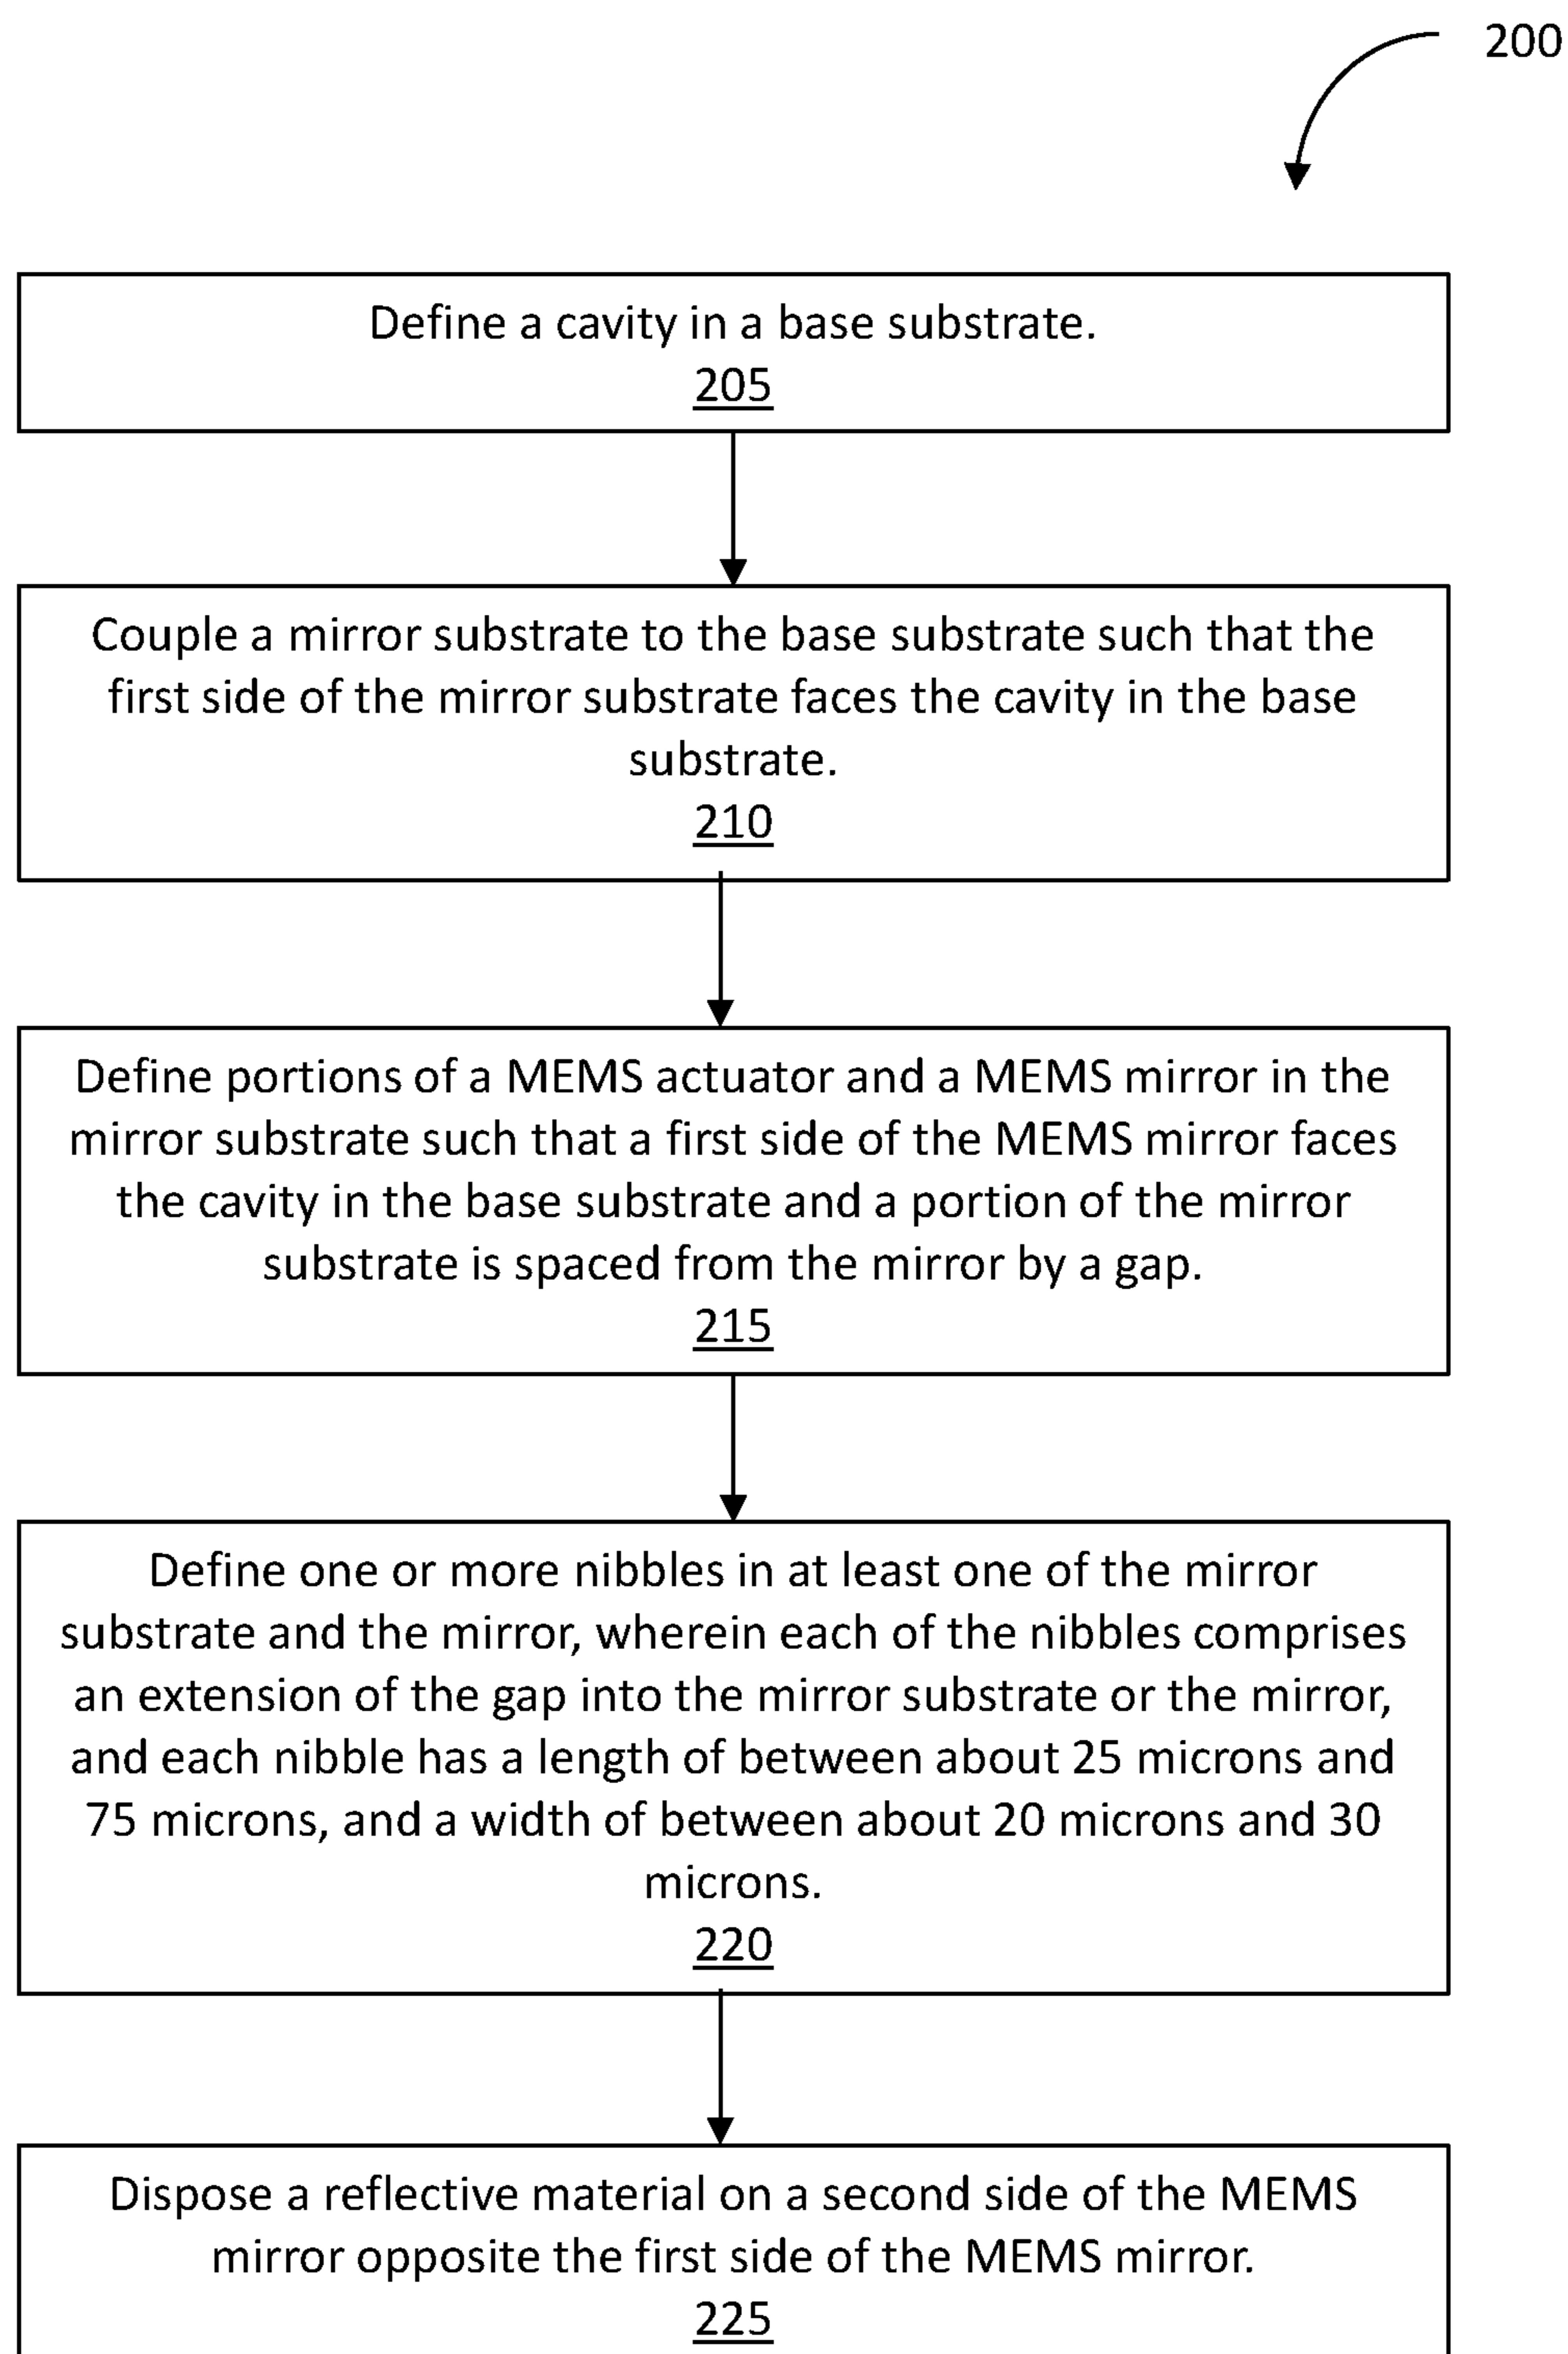 200
Define a cavity in a base substrate.
205
Couple a mirror substrate to the base substrate such that the
first side of the mirror substrate faces the cavity in the base
substrate.
210
Define portions of a MEMS actuator and a MEMS mirror in the
mirror substrate such that a first side of the MEMS mirror faces
the cavity in the base substrate and a portion of the mirror
substrate is spaced from the mirror by a gap.
215
Define one or more nibbles in at least one of the mirror
substrate and the mirror, wherein each of the nibbles comprises
an extension of the gap into the mirror substrate or the mirror,
and each nibble has a length of between about 25 microns and
75 microns, and a width of between about 20 microns and 30
microns.
220
Dispose a reflective material on a second side of the MEMS
mirror opposite the first side of the MEMS mirror.
225